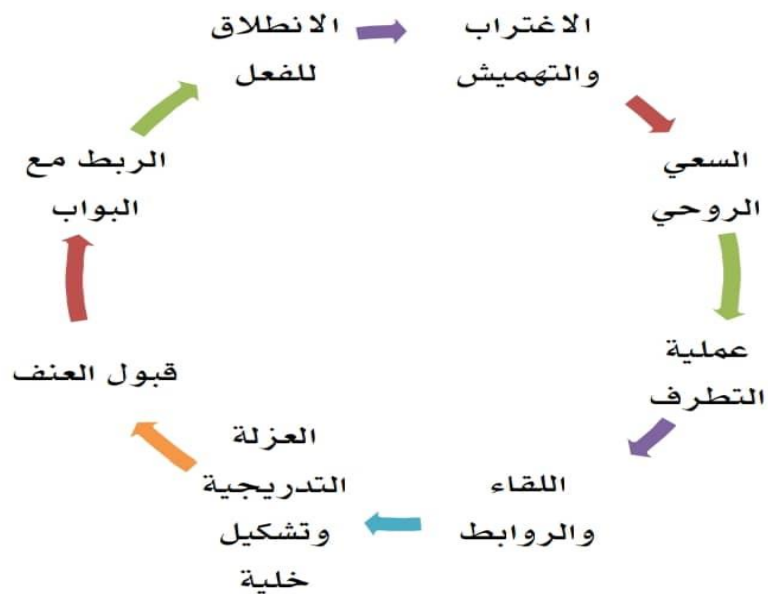 الاغتراب
والتهميش
السعي
الروحي
عملية
التطرف
اللقاء
والروابط
العزلة
التدريجية
وتشكيل
خلية
قبول العنف
الربط مع
البواب
الانطلاق
للفعل